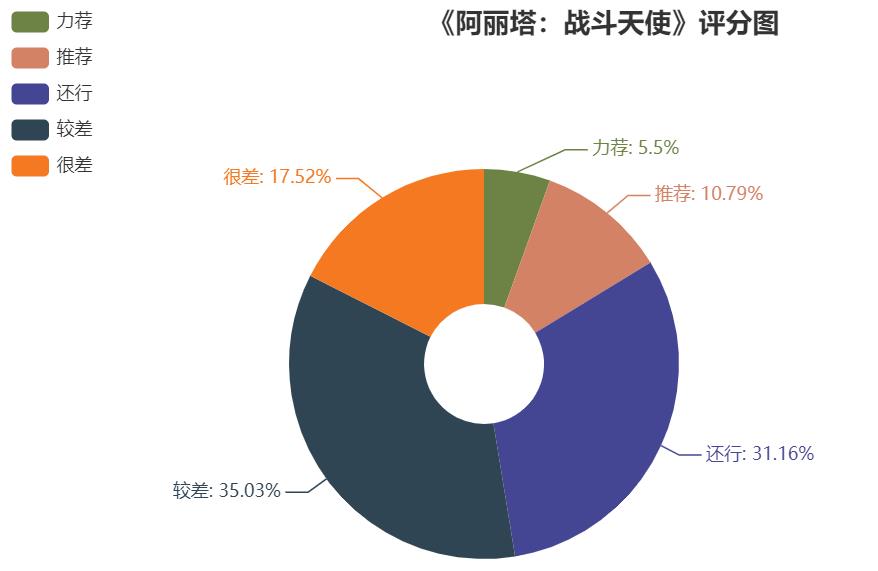 《阿丽塔：战斗天使》评分图
力荐
推荐
还行
较差
很差
力荐: 5.5%
推荐: 10.79%
很差: 17.52%
还行: 31.16%
较差: 35.03%